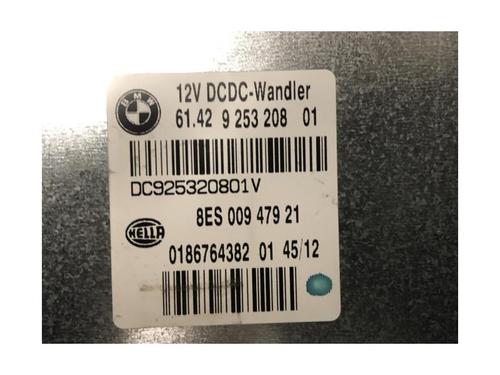 BMW
12V DCDC-Wandler
61.42 9 253 208 01
DC925320801V
8ES 009 479 21
HELLA
0186764382 01 45/12